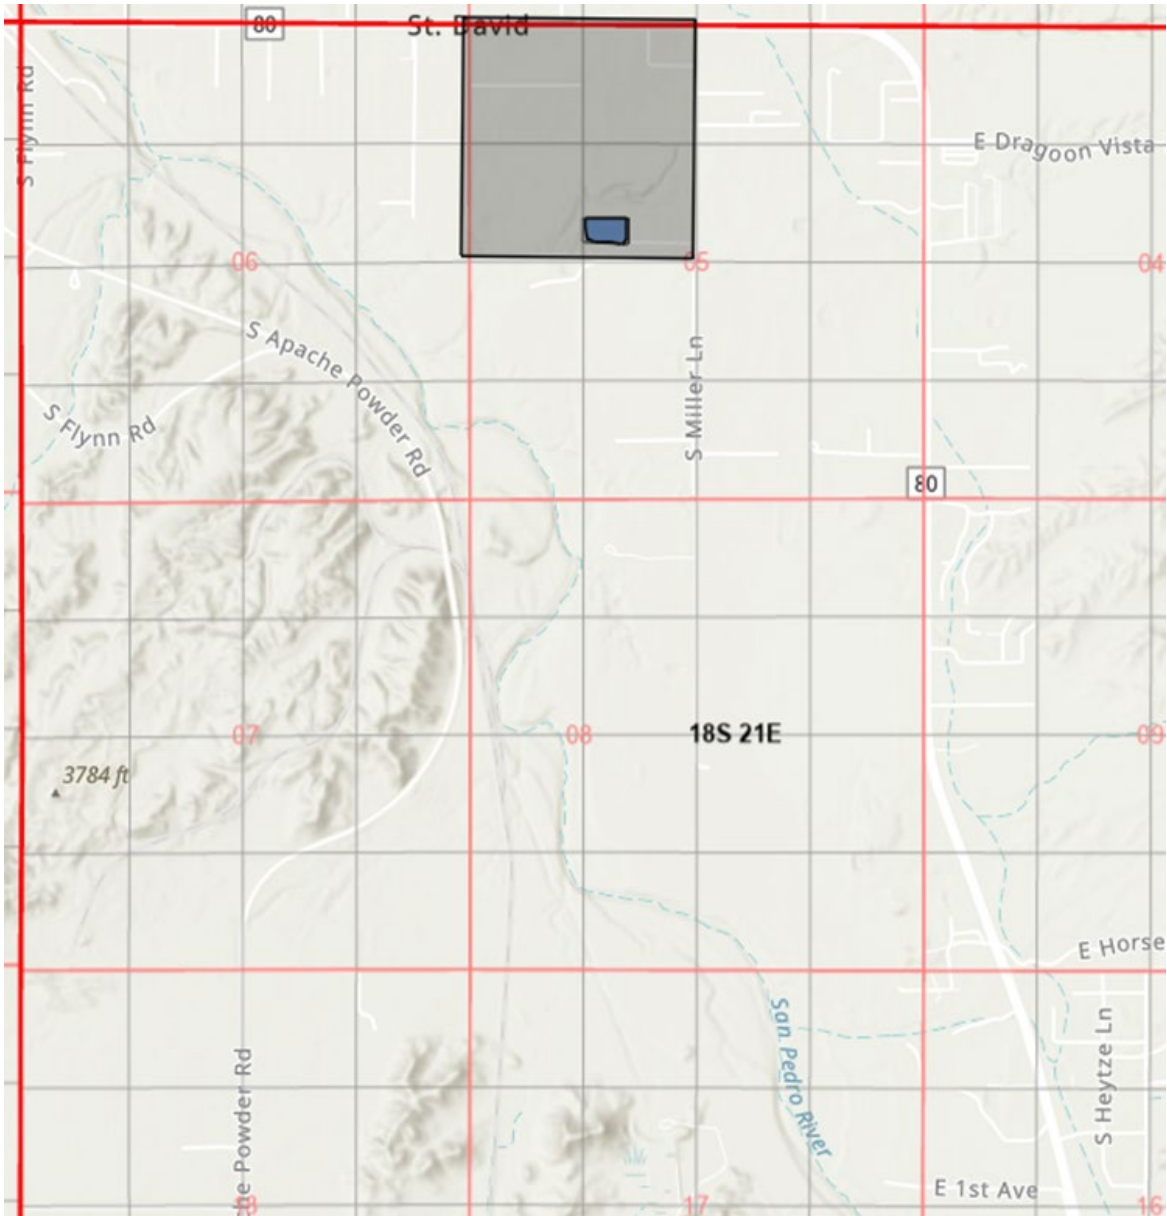 80
St. David
S Flynn Rd
E Dragoon Vista
06
05
04
S Apache Powder Rd
S Miller Ln
S Flynn Rd
80
07
08
18S 21E
09
3784 ft
E Horse
San Pedro River
S Heytze Ln
he Powder Rd
E 1st Ave
17
16